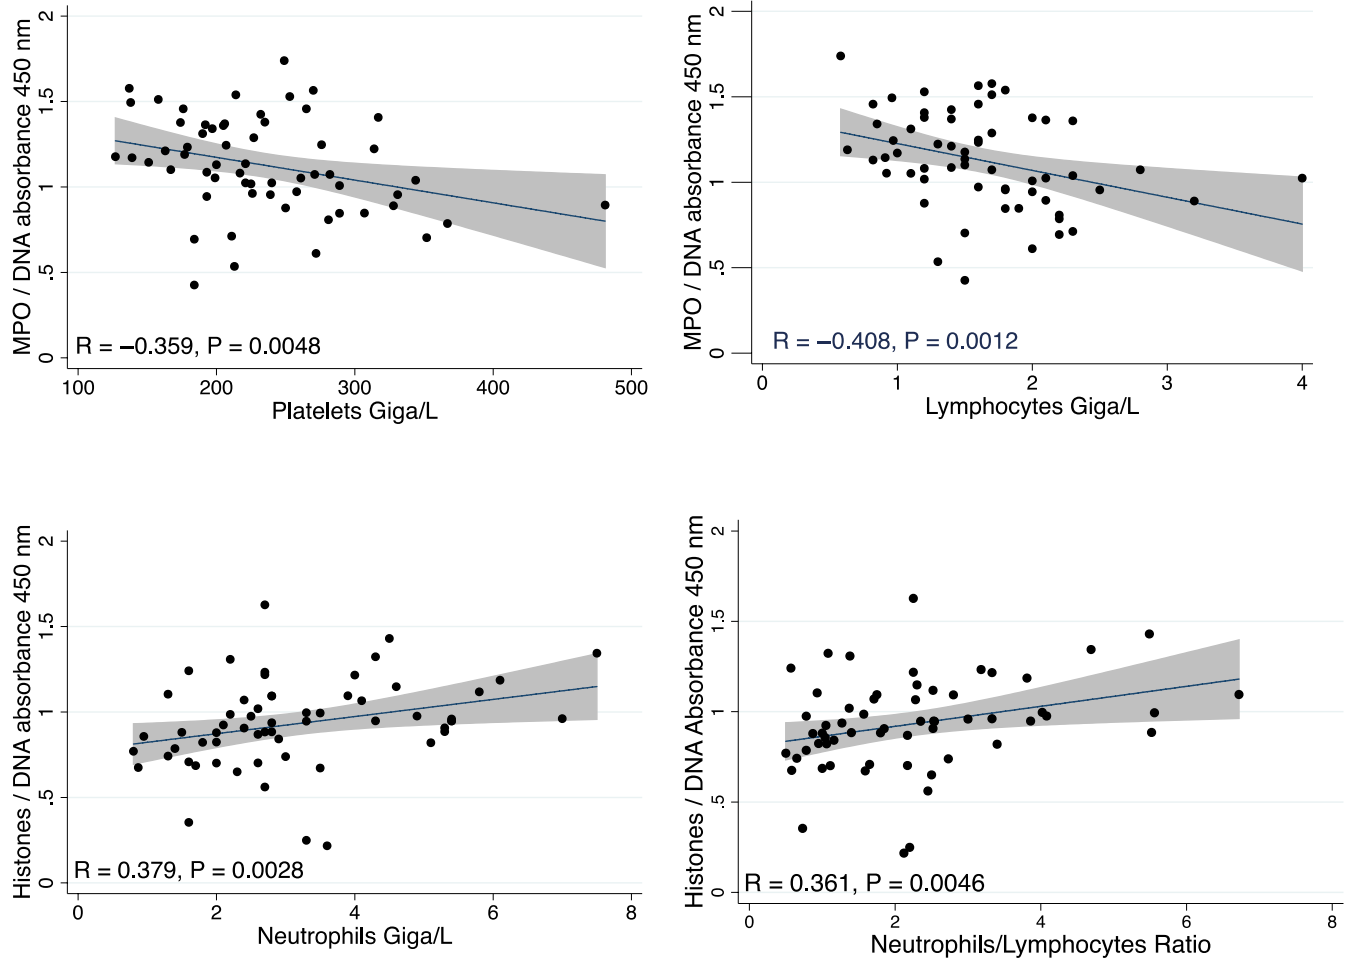 MPO / DNA absorbance 450 nm
2
1.5
1
.5
0
R = −0.359, P = 0.0048
100 200 300 400 500
Platelets Giga/L
MPO / DNA absorbance 450 nm
2
1.5
1
.5
0
R = −0.408, P = 0.0012
0 1 2 3 4
Lymphocytes Giga/L
Histones / DNA absorbance 450 nm
2
1.5
1
.5
0
R = 0.379, P = 0.0028
0 2 4 6 8
Neutrophils Giga/L
Histones / DNA Absorbance 450 nm
2
1.5
1
.5
0
R = 0.361, P = 0.0046
0 2 4 6 8
Neutrophils/Lymphocytes Ratio